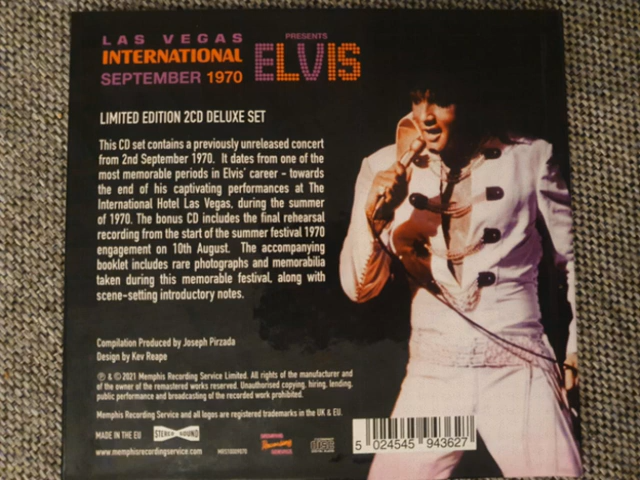 LAS VEGAS
INTERNATIONAL
SEPTEMBER 1970
PRESENTS
ELVIS
LIMITED EDITION 2CD DELUXE SET
This CD set contains a previously unreleased concert
from 2nd September 1970. It dates from one of the
most memorable periods in Elvis' career - towards
the end of his captivating performances at The
International Hotel Las Vegas, during the summer
of 1970. The bonus CD includes the final rehearsal
recording from the start of the summer festival 1970
engagement on 10th August. The accompanying
booklet includes rare photographs and memorabilia
taken during this memorable festival, along with
scene-setting introductory notes.
Compilation Produced by Joseph Pirzada
Design by Kev Reape
℗ & © 2021 Memphis Recording Service Limited. All rights of the manufacturer and
of the owner of the remastered works reserved. Unauthorised copying, hiring, lending,
public performance and broadcasting of the recorded work prohibited.
Memphis Recording Service and all logos are registered trademarks in the UK & EU.
MADE IN THE EU
STEREO SOUND
www.memphisrecordingservice.com
MEMPHIS
Recording
SERVICE
5 024545 943627